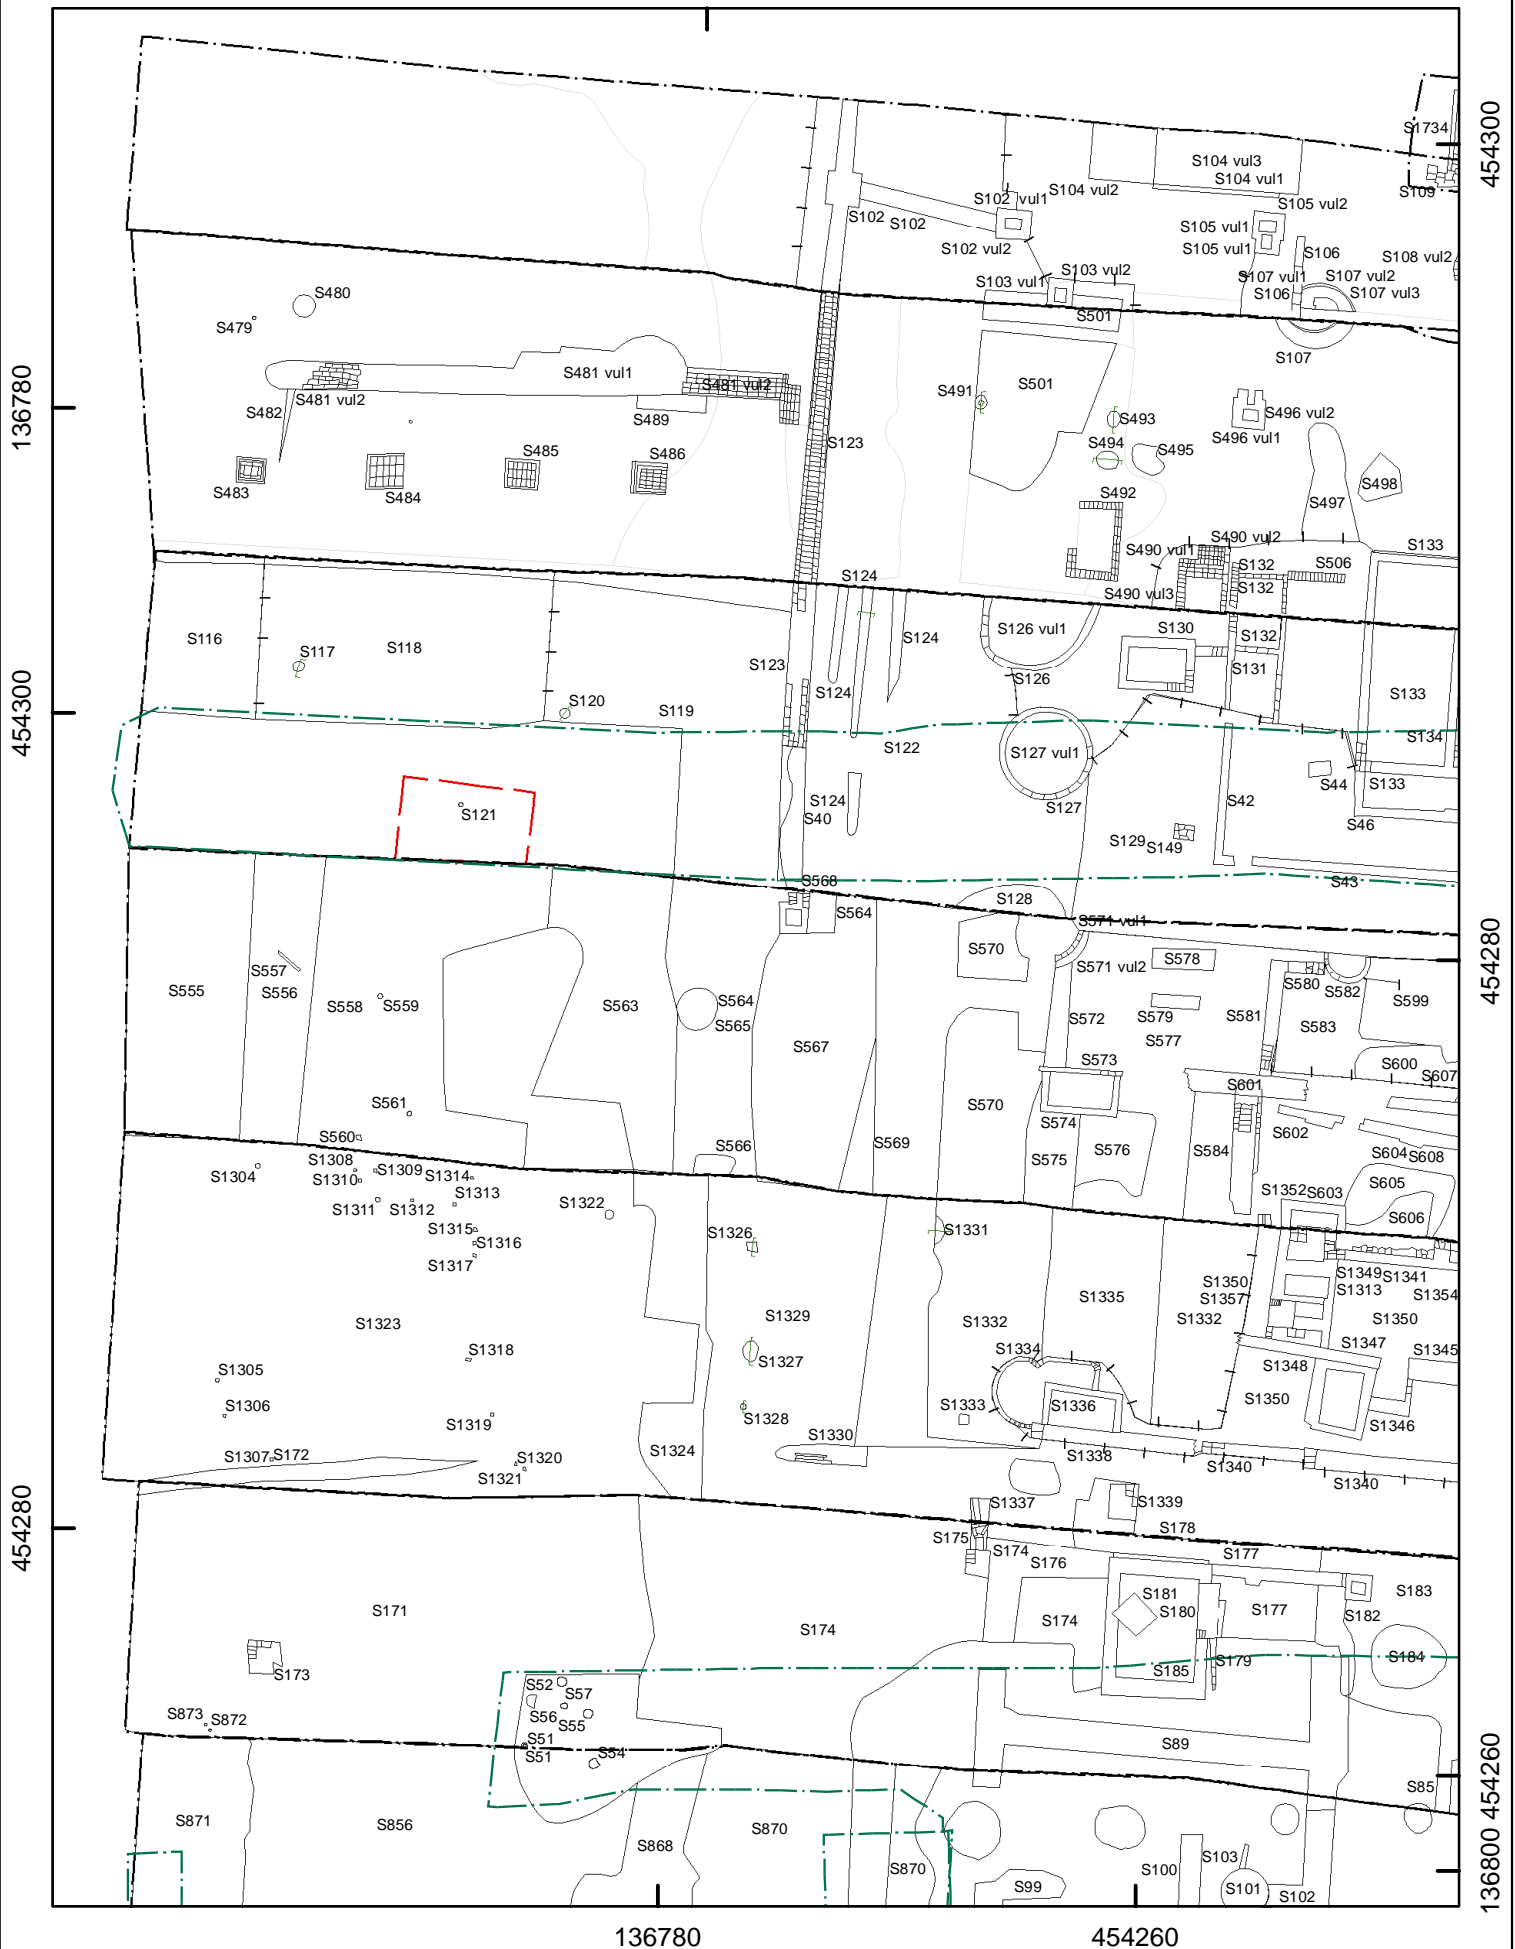 454300
S1734
S104 vul3
S104 vul1
S104 vul2
S109
S102 vul1
S105 vul2
S102
S102
S105 vul1
S102 vul2
S105 vul1
S106
S108 vul2
S103 vul2
S107 vul1
S107 vul2
S103 vul1
S106
S107 vul3
S480
S501
S479
S107
S481 vul1
S481 vul2
S501
S491
136780
S481 vul2
S482
S489
S493
S496 vul2
S496 vul1
S123
S494
S495
S485
S486
S483
S484
S492
S497
S498
S490 vul2
S490 vul1
S133
S132
S506
S124
S132
S490 vul3
S116
S117
S118
S124
S126 vul1
S130
S132
S123
S131
S126
S120
S119
S124
S133
454300
S122
S127 vul1
S134
S121
S124
S40
S127
S42
S44
S133
S46
S129
S149
S568
S43
S128
S564
S571 vul1
454280
S570
S578
S571 vul2
S557
S556
S555
S580
S582
S599
S558
S559
S563
S564
S565
S572
S579
S581
S583
S567
S577
S573
S600
S607
S601
S561
S570
S574
S560
S566
S569
S575
S576
S584
S602
S604
S608
S1308
S1304
S1310
S1309
S1314
S605
S1311
S1312
S1313
S1322
S1352
S603
S606
S1315
S1316
S1326
S1331
S1317
S1350
S1349
S1341
S1313
S1354
S1335
S1357
S1323
S1329
S1332
S1332
S1350
S1347
S1345
S1318
S1334
S1327
S1348
S1305
S1306
S1319
S1328
S1333
S1336
S1350
S1346
S1330
S1324
S1307
S172
S1320
S1321
S1338
S1340
S1340
454280
S1337
S1339
S178
S175
S174
S176
S177
S181
S180
S177
S183
S171
S174
S174
S182
S173
S185
S179
S184
S52
S57
S56
S55
S873
S872
S51
S51
S54
S89
454260
S85
S871
S856
S870
S868
S870
S100
S103
136800
S99
S101
S102
136780
454260